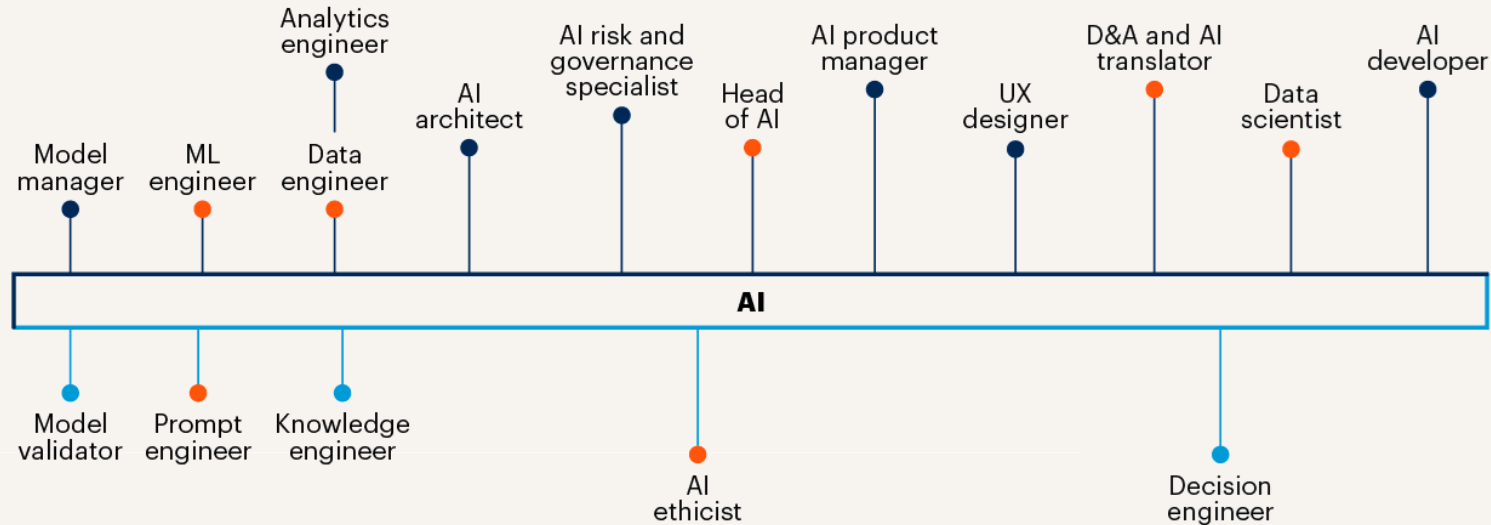 Analytics
engineer
AI risk and
governance
specialist
AI product
manager
D&A and AI
translator
AI
developer
AI
architect
Head
of AI
UX
designer
Data
scientist
Model
manager
ML
engineer
Data
engineer
AI
Model
validator
Prompt
engineer
Knowledge
engineer
AI
ethicist
Decision
engineer